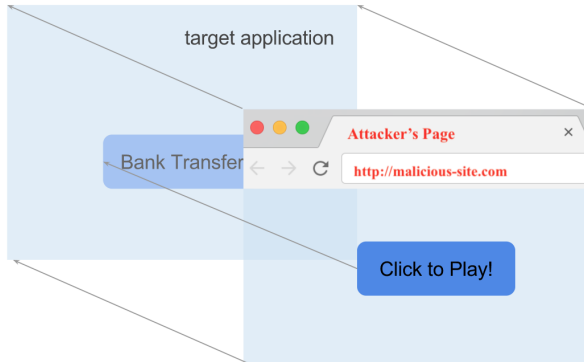 target application
Attacker's Page
Bank Transfer
http://malicious-site.com
Click to Play!